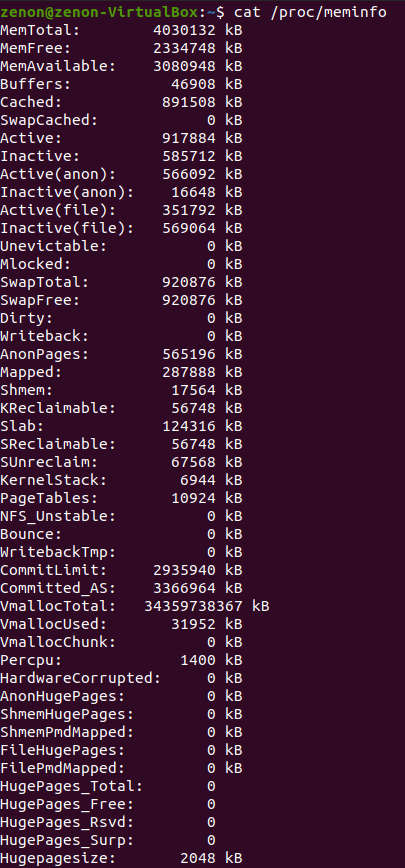 zenon@zenon-VirtualBox:~$ cat /proc/meminfo
MemTotal:        4030132 kB
MemFree:         2334748 kB
MemAvailable:    3080948 kB
Buffers:           46908 kB
Cached:           891508 kB
SwapCached:            0 kB
Active:           917884 kB
Inactive:         585712 kB
Active(anon):     566092 kB
Inactive(anon):    16648 kB
Active(file):     351792 kB
Inactive(file):   569064 kB
Unevictable:           0 kB
Mlocked:               0 kB
SwapTotal:        920876 kB
SwapFree:         920876 kB
Dirty:                 0 kB
Writeback:             0 kB
AnonPages:        565196 kB
Mapped:           287888 kB
Shmem:             17564 kB
KReclaimable:      56748 kB
Slab:             124316 kB
SReclaimable:      56748 kB
SUnreclaim:        67568 kB
KernelStack:        6944 kB
PageTables:        10924 kB
NFS_Unstable:          0 kB
Bounce:                0 kB
WritebackTmp:          0 kB
CommitLimit:     2935940 kB
Committed_AS:    3366964 kB
VmallocTotal:   34359738367 kB
VmallocUsed:       31952 kB
VmallocChunk:          0 kB
Percpu:             1400 kB
HardwareCorrupted:     0 kB
AnonHugePages:         0 kB
ShmemHugePages:        0 kB
ShmemPmdMapped:        0 kB
FileHugePages:         0 kB
FilePmdMapped:         0 kB
HugePages_Total:       0
HugePages_Free:        0
HugePages_Rsvd:        0
HugePages_Surp:        0
Hugepagesize:       2048 kB